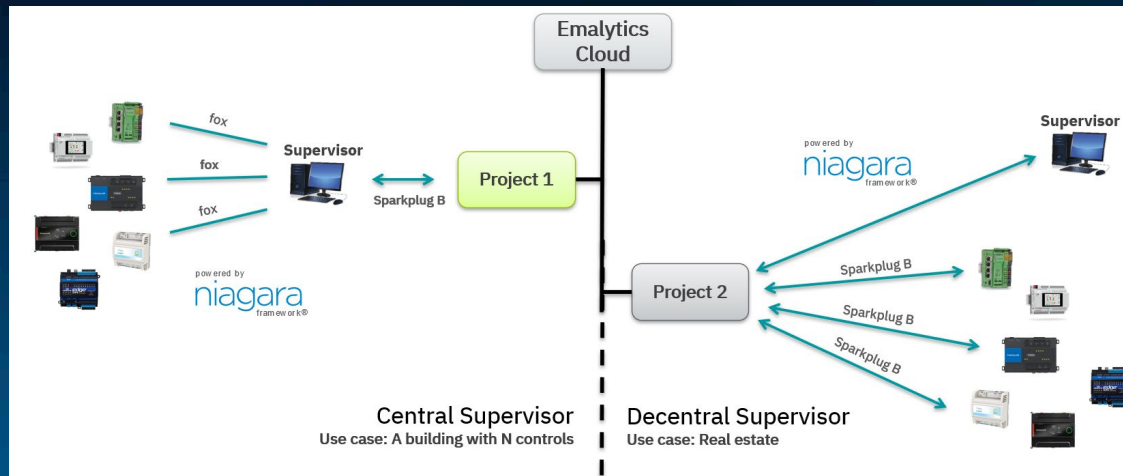 Emalytics
Cloud
fox
fox
fox
Supervisor
Sparkplug B
Project 1
powered by
niagara
framework®
powered by
niagara
framework®
Supervisor
Project 2
Sparkplug B
Sparkplug B
Sparkplug B
Central Supervisor
Use case: A building with N controls
Decentral Supervisor
Use case: Real estate